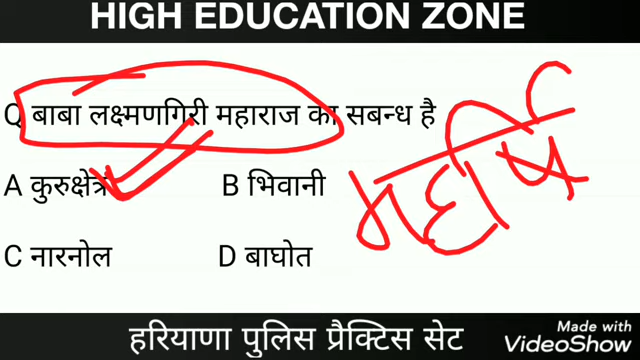 HIGH EDUCATION ZONE
Q बाबा लक्ष्मणगिरी महाराज का सबन्ध है
A कुरुक्षेत्र B भिवानी
महर्षि
C नारनोल D बाघोत
हरियाणा पुलिस प्रैक्टिस सेट
Made with
VideoShow